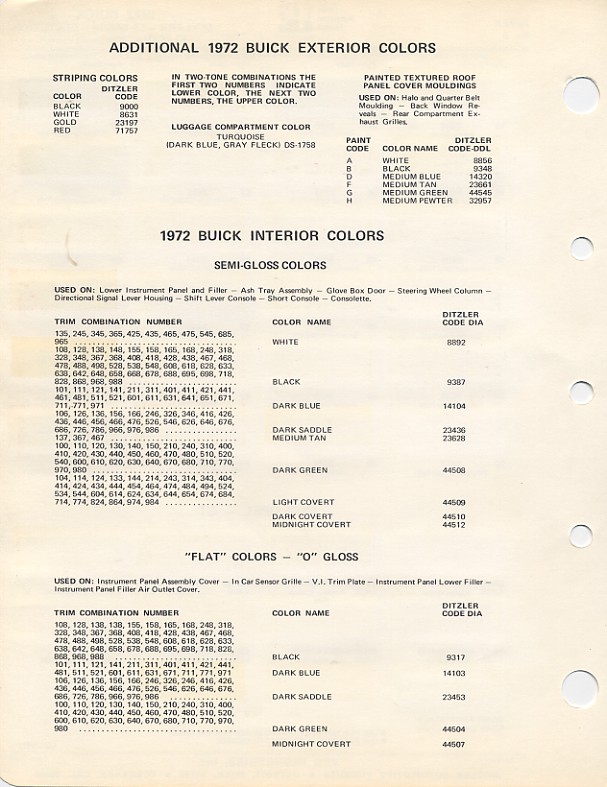 ADDITIONAL 1972 BUICK EXTERIOR COLORS
STRIPING COLORS
DITZLER
COLOR CODE
BLACK 9000
WHITE 8631
GOLD 23197
RED 71757
IN TWO-TONE COMBINATIONS THE
FIRST TWO NUMBERS INDICATE
LOWER COLOR, THE NEXT TWO
NUMBERS, THE UPPER COLOR.
LUGGAGE COMPARTMENT COLOR
TURQUOISE
(DARK BLUE, GRAY FLECK) DS-1758
PAINTED TEXTURED ROOF
PANEL COVER MOULDINGS
USED ON: Halo and Quarter Belt
Moulding — Back Window Re-
veals — Rear Compartment Ex-
haust Grilles.
PAINT DITZLER
CODE COLOR NAME CODE-DDL
A WHITE 8856
B BLACK 9348
D MEDIUM BLUE 14320
F MEDIUM TAN 23661
G MEDIUM GREEN 44545
H MEDIUM PEWTER 32957
1972 BUICK INTERIOR COLORS
SEMI-GLOSS COLORS
USED ON: Lower Instrument Panel and Filler — Ash Tray Assembly — Glove Box Door — Steering Wheel Column —
Directional Signal Lever Housing — Shift Lever Console — Short Console — Consolette.
DITZLER
TRIM COMBINATION NUMBER COLOR NAME CODE DIA
135, 245, 345, 365, 425, 435, 465, 475, 545, 685,
965 . . . . . . . . . . . . . . . . . . . . . . . . . . . . . . . WHITE 8892
108, 128, 138, 148, 155, 158, 165, 168, 248, 318,
328, 348, 367, 368, 408, 418, 428, 438, 467, 468,
478, 488, 498, 528, 538, 548, 608, 618, 628, 633,
638, 642, 648, 658, 668, 678, 688, 695, 698, 718,
828, 868, 968, 988 . . . . . . . . . . . . . . . . . . . . . BLACK 9387
101, 111, 121, 141, 211, 311, 401, 411, 421, 441,
461, 481, 511, 521, 601, 611, 631, 641, 651, 671,
711, 771, 971 . . . . . . . . . . . . . . . . . . . . . . . . . DARK BLUE 14104
106, 126, 136, 156, 166, 246, 326, 346, 416, 426,
436, 446, 456, 466, 476, 526, 546, 626, 646, 676,
686, 726, 786, 966, 976, 986 . . . . . . . . . . . . . . DARK SADDLE 23436
137, 367, 467 . . . . . . . . . . . . . . . . . . . . . . . . . MEDIUM TAN 23628
100, 110, 120, 130, 140, 150, 210, 240, 310, 400,
410, 420, 430, 440, 450, 460, 470, 480, 510, 520,
540, 600, 610, 620, 630, 640, 670, 680, 710, 770,
970, 980 . . . . . . . . . . . . . . . . . . . . . . . . . . . . DARK GREEN 44508
104, 114, 124, 133, 144, 214, 243, 314, 343, 404,
414, 424, 434, 444, 454, 464, 474, 484, 494, 524,
534, 544, 604, 614, 624, 634, 644, 654, 674, 684,
714, 774, 824, 864, 974, 984 . . . . . . . . . . . . . . LIGHT COVERT 44509
DARK COVERT 44510
MIDNIGHT COVERT 44512
"FLAT" COLORS — "O" GLOSS
USED ON: Instrument Panel Assembly Cover — In Car Sensor Grille — V.I. Trim Plate — Instrument Panel Lower Filler —
Instrument Panel Filler Air Outlet Cover.
DITZLER
TRIM COMBINATION NUMBER COLOR NAME CODE DIA
108, 128, 138, 138, 155, 158, 165, 168, 248, 318,
328, 348, 367, 368, 408, 418, 428, 438, 467, 468,
478, 488, 498, 528, 538, 548, 608, 618, 628, 633,
638, 642, 648, 658, 678, 688, 695, 698, 718, 828,
868, 968, 988 . . . . . . . . . . . . . . . . . . . . . . . . . BLACK 9317
101, 111, 121, 141, 211, 311, 401, 411, 421, 441,
481, 511, 521, 601, 611, 631, 671, 711, 771, 971 DARK BLUE 14103
106, 126, 136, 156, 166, 246, 326, 246, 416, 426,
436, 446, 456, 466, 476, 526, 546, 626, 646, 676,
686, 726, 786, 966, 976, 986 . . . . . . . . . . . . . . DARK SADDLE 23453
100, 110, 120, 130, 140, 150, 210, 240, 310, 400,
410, 420, 430, 440, 450, 460, 470, 480, 510, 520,
600, 610, 620, 630, 640, 670, 680, 710, 770, 970,
980 . . . . . . . . . . . . . . . . . . . . . . . . . . . . . . . DARK GREEN 44504
MIDNIGHT COVERT 44507